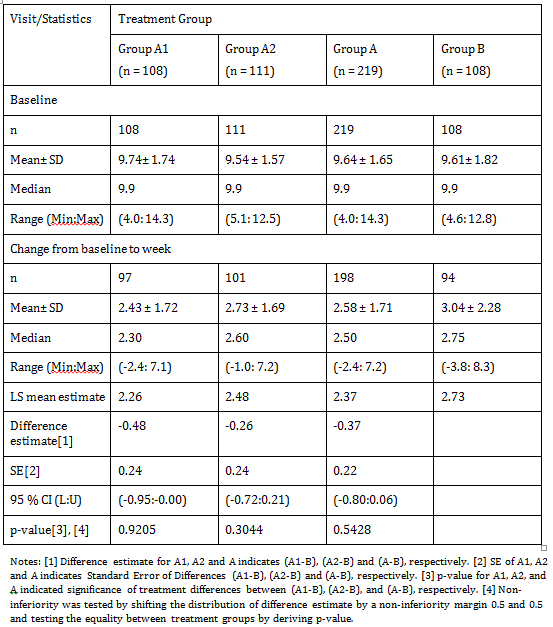 Visit/Statistics Treatment Group
Group A1 Group A2 Group A Group B
(n = 108) (n = 111) (n = 219) (n = 108)
Baseline
n 108 111 219 108
Mean± SD 9.74± 1.74 9.54 ± 1.57 9.64 ± 1.65 9.61± 1.82
Median 9.9 9.9 9.9 9.9
Range (Min:Max) (4.0: 14.3) (5.1: 12.5) (4.0: 14.3) (4.6: 12.8)
Change from baseline to week
n 97 101 198 94
Mean± SD 2.43 ± 1.72 2.73 ± 1.69 2.58 ± 1.71 3.04 ± 2.28
Median 2.30 2.60 2.50 2.75
Range (Min:Max) (-2.4: 7.1) (-1.0: 7.2) (-2.4: 7.2) (-3.8: 8.3)
LS mean estimate 2.26 2.48 2.37 2.73
Difference -0.48 -0.26 -0.37
estimate[1]
SE[2] 0.24 0.24 0.22
95 % CI (L:U) (-0.95:-0.00) (-0.72:0.21) (-0.80:0.06)
p-value[3], [4] 0.9205 0.3044 0.5428
Notes: [1] Difference estimate for A1, A2 and A indicates (A1-B), (A2-B) and (A-B), respectively. [2] SE of A1, A2
and A indicates Standard Error of Differences (A1-B), (A2-B) and (A-B), respectively. [3] p-value for A1, A2, and
A indicated significance of treatment differences between (A1-B), (A2-B), and (A-B), respectively. [4] Non-
inferiority was tested by shifting the distribution of difference estimate by a non-inferiority margin 0.5 and 0.5
and testing the equality between treatment groups by deriving p-value.